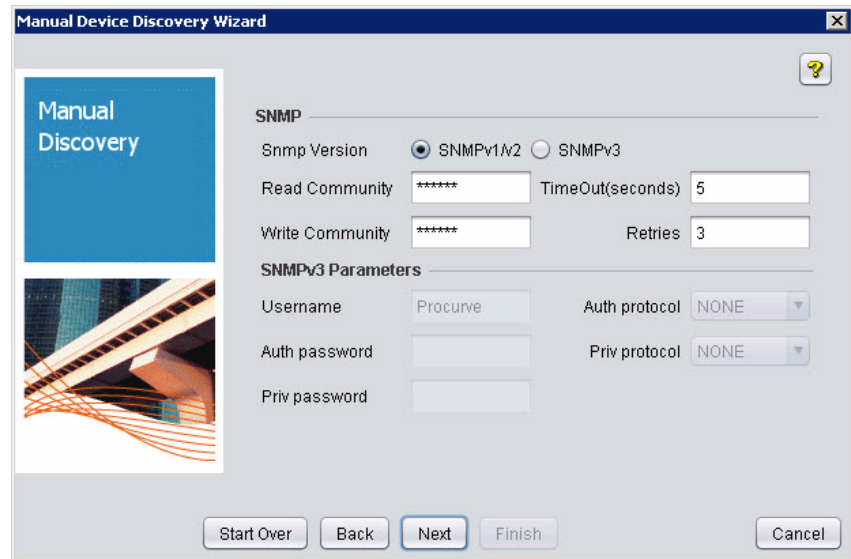 Manual Device Discovery Wizard
Manual
Discovery
SNMP
Snmp Version SNMPv1/v2 SNMPv3
Read Community ****** TimeOut(seconds) 5
Write Community ****** Retries 3
SNMPv3 Parameters
Username Procurve Auth protocol NONE
Auth password Priv protocol NONE
Priv password
Start Over Back Next Finish Cancel